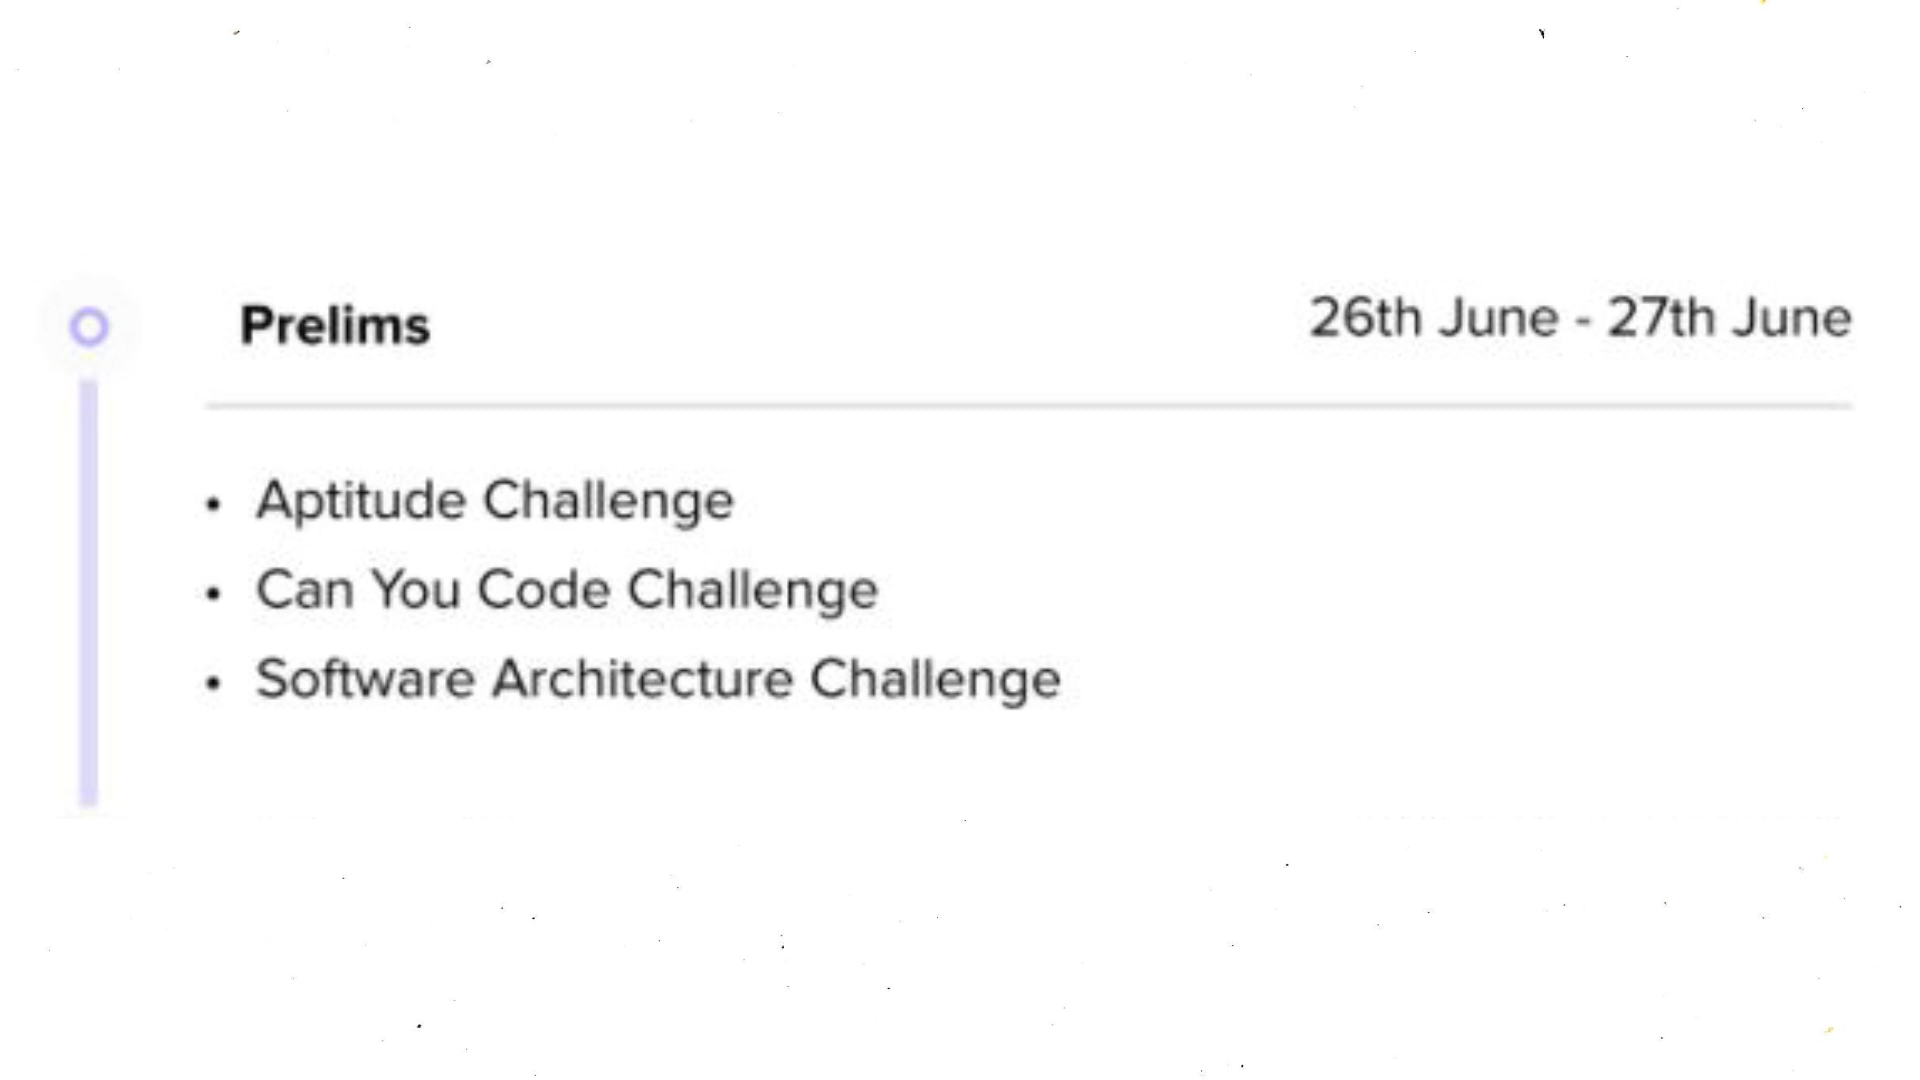 Prelims
26th June - 27th June
• Aptitude Challenge
• Can You Code Challenge
• Software Architecture Challenge